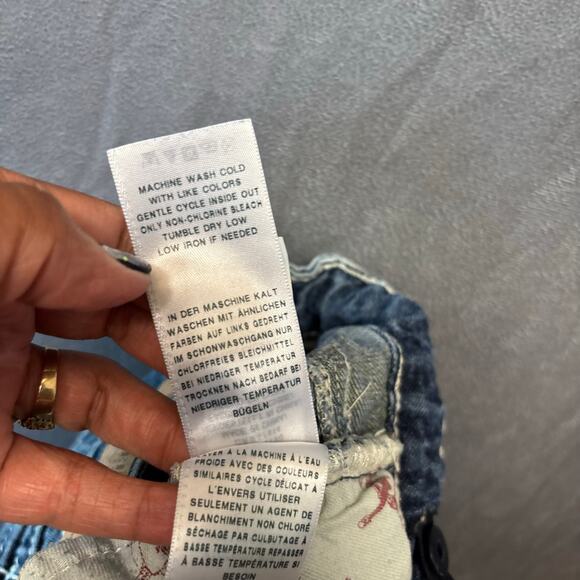 MACHINE WASH COLD
WITH LIKE COLORS
GENTLE CYCLE INSIDE OUT
ONLY NON-CHLORINE BLEACH
TUMBLE DRY LOW
LOW IRON IF NEEDED
IN DER MASCHINE KALT
WASCHEN MIT ÄHNLICHEN
FARBEN AUF LINKS GEDREHT
IM SCHONWASCHGANG NUR
CHLORFREIES BLEICHMITTEL
BEI NIEDRIGER TEMPERATUR
TROCKNEN NACH BEDARF BEI
NIEDRIGER TEMPERATUR
BÜGELN
À LA MACHINE À L'EAU
FROIDE AVEC DES COULEURS
SIMILAIRES CYCLE DÉLICAT À
L'ENVERS UTILISER
SEULEMENT UN AGENT DE
BLANCHIMENT NON CHLORÉ
SÉCHAGE PAR CULBUTAGE À
BASSE TEMPÉRATURE REPASSER
À BASSE TEMPÉRATURE SI
BESOIN